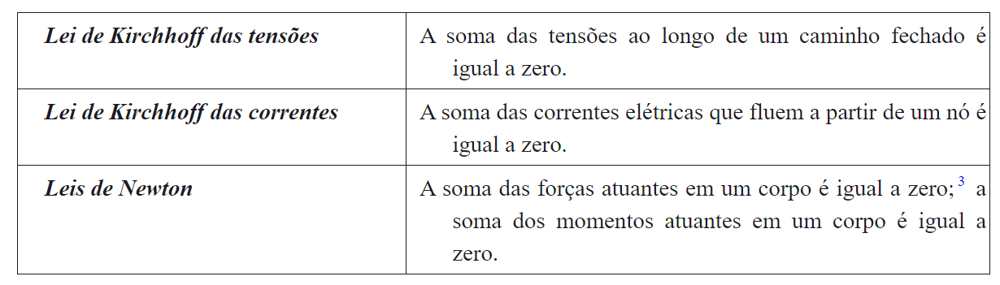 Lei de Kirchhoff das tensões
A soma das tensões ao longo de um caminho fechado é
igual a zero.
Lei de Kirchhoff das correntes
A soma das correntes elétricas que fluem a partir de um nó é
igual a zero.
Leis de Newton
A soma das forças atuantes em um corpo é igual a zero;3 a
soma dos momentos atuantes em um corpo é igual a
zero.